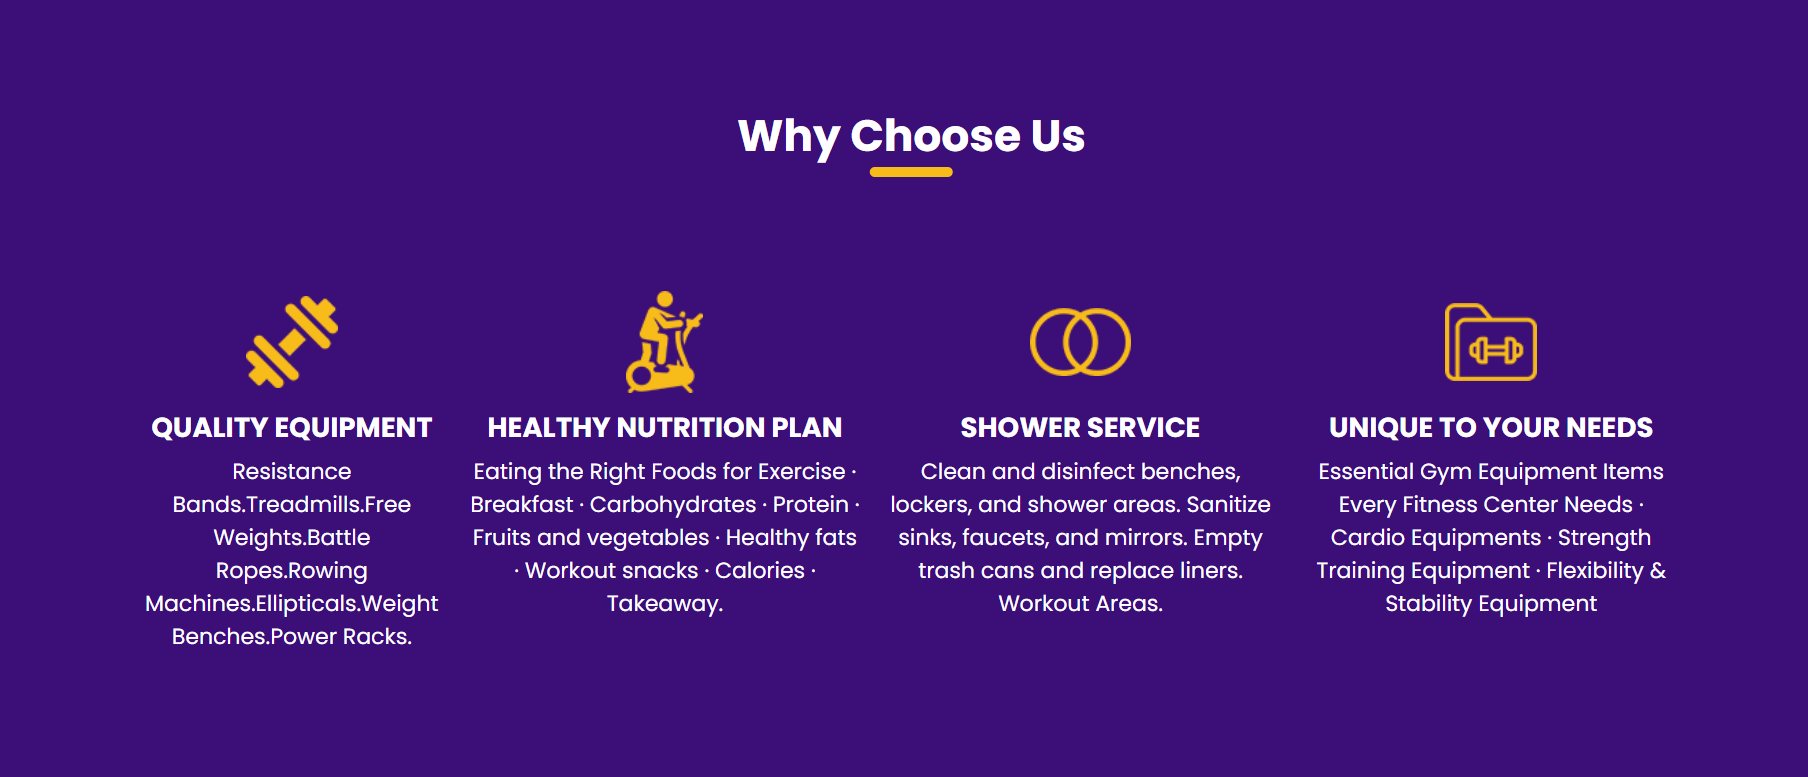 Why Choose Us
QUALITY EQUIPMENT
Resistance
Bands.Treadmills.Free
Weights.Battle
Ropes.Rowing
Machines.Ellipticals.Weight
Benches.Power Racks.
HEALTHY NUTRITION PLAN
Eating the Right Foods for Exercise ·
Breakfast · Carbohydrates · Protein ·
Fruits and vegetables · Healthy fats
· Workout snacks · Calories ·
Takeaway.
SHOWER SERVICE
Clean and disinfect benches,
lockers, and shower areas. Sanitize
sinks, faucets, and mirrors. Empty
trash cans and replace liners.
Workout Areas.
UNIQUE TO YOUR NEEDS
Essential Gym Equipment Items
Every Fitness Center Needs ·
Cardio Equipments · Strength
Training Equipment · Flexibility &
Stability Equipment